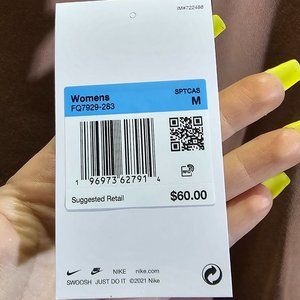 IM#722488
Womens SPTCAS
FQ7929-283 M
1 96973 62791 4
Suggested Retail $60.00
NIKE nike.com
SWOOSH JUST DO IT ©2021 Nike